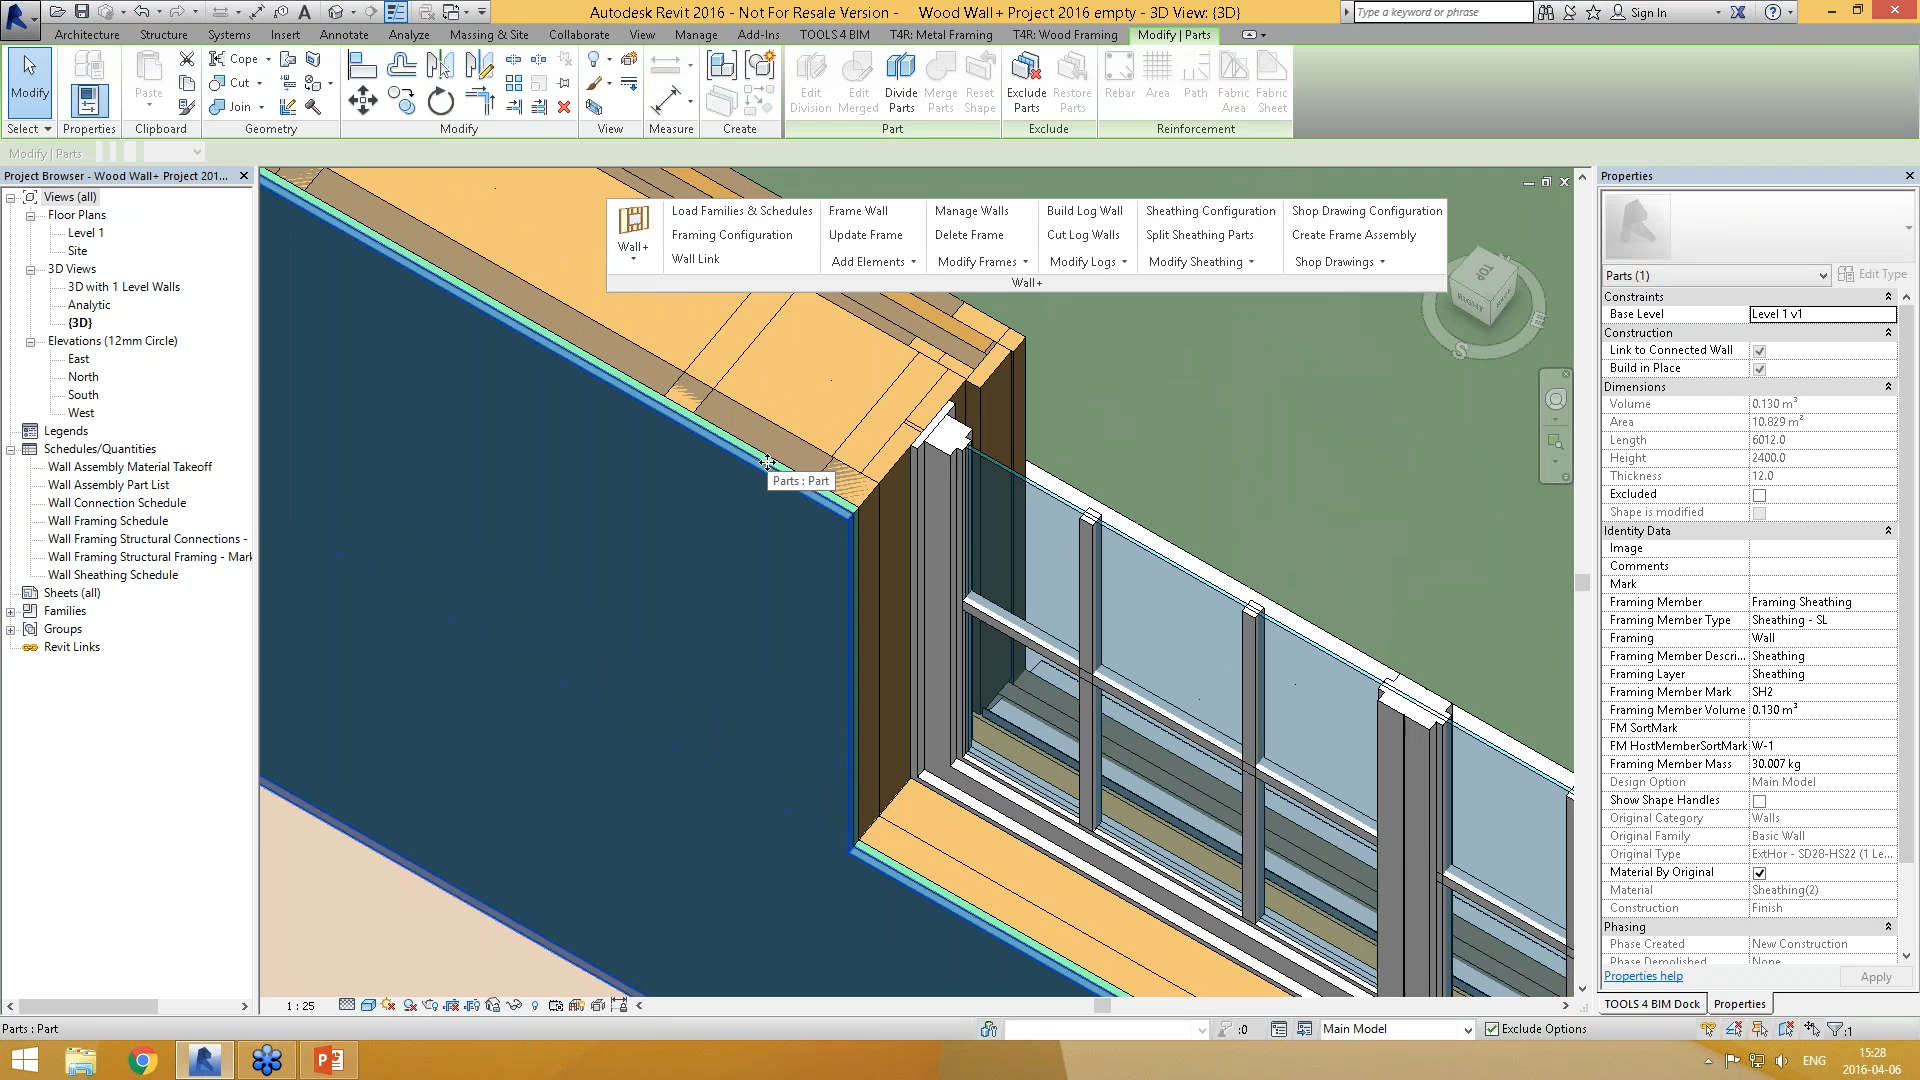 Autodesk Revit 2016 - Not For Resale Version - Wood Wall+ Project 2016 empty - 3D View: {3D}
Type a keyword or phrase
Sign In
Architecture Structure Systems Insert Annotate Analyze Massing & Site Collaborate View Manage Add-Ins TOOLS 4 BIM T4R: Metal Framing T4R: Wood Framing Modify | Parts
Modify Paste Cope Cut Join
Edit Division Edit Merged Divide Parts Merge Parts Reset Shape Exclude Parts Restore Parts Rebar Area Path Fabric Area Fabric Sheet
Select Properties Clipboard Geometry Modify View Measure Create Part Exclude Reinforcement
Modify | Parts
Project Browser - Wood Wall+ Project 201...
Views (all)
Floor Plans
Level 1
Site
3D Views
3D with 1 Level Walls
Analytic
{3D}
Elevations (12mm Circle)
East
North
South
West
Legends
Schedules/Quantities
Wall Assembly Material Takeoff
Wall Assembly Part List
Wall Connection Schedule
Wall Framing Schedule
Wall Framing Structural Connections -
Wall Framing Structural Framing - Mark
Wall Sheathing Schedule
Sheets (all)
Families
Groups
Revit Links
Wall+
Load Families & Schedules
Framing Configuration
Wall Link
Frame Wall
Update Frame
Add Elements
Manage Walls
Delete Frame
Modify Frames
Build Log Wall
Cut Log Walls
Modify Logs
Sheathing Configuration
Split Sheathing Parts
Modify Sheathing
Shop Drawing Configuration
Create Frame Assembly
Shop Drawings
Wall+
TOP
RIGHT
S
Parts : Part
Properties
Parts (1)
Edit Type
Constraints
Base Level Level 1 v1
Construction
Link to Connected Wall
Build in Place
Dimensions
Volume 0.130 m³
Area 10.829 m²
Length 6012.0
Height 2400.0
Thickness 12.0
Excluded
Shape is modified
Identity Data
Image
Comments
Mark
Framing Member Framing Sheathing
Framing Member Type Sheathing - SL
Framing Wall
Framing Member Descri... Sheathing
Framing Layer Sheathing
Framing Member Mark SH2
Framing Member Volume 0.130 m³
FM SortMark
FM HostMemberSortMark W-1
Framing Member Mass 30.007 kg
Design Option Main Model
Show Shape Handles
Original Category Walls
Original Family Basic Wall
Original Type ExtHor - SD28-HS22 (1 Le...
Material By Original
Material Sheathing(2)
Construction Finish
Phasing
Phase Created New Construction
Phase Demolished None
Properties help
Apply
TOOLS 4 BIM Dock Properties
1 : 25
Parts : Part
:0
Main Model
Exclude Options
:1
ENG
15:28
2016-04-06